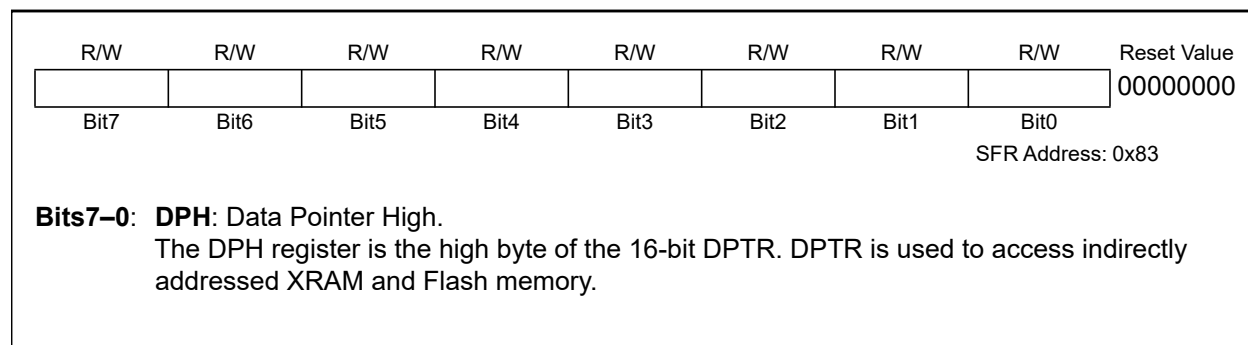 R/W R/W R/W R/W R/W R/W R/W R/W Reset Value
00000000
Bit7 Bit6 Bit5 Bit4 Bit3 Bit2 Bit1 Bit0
SFR Address: 0x83
Bits7–0: DPH: Data Pointer High.
The DPH register is the high byte of the 16-bit DPTR. DPTR is used to access indirectly
addressed XRAM and Flash memory.